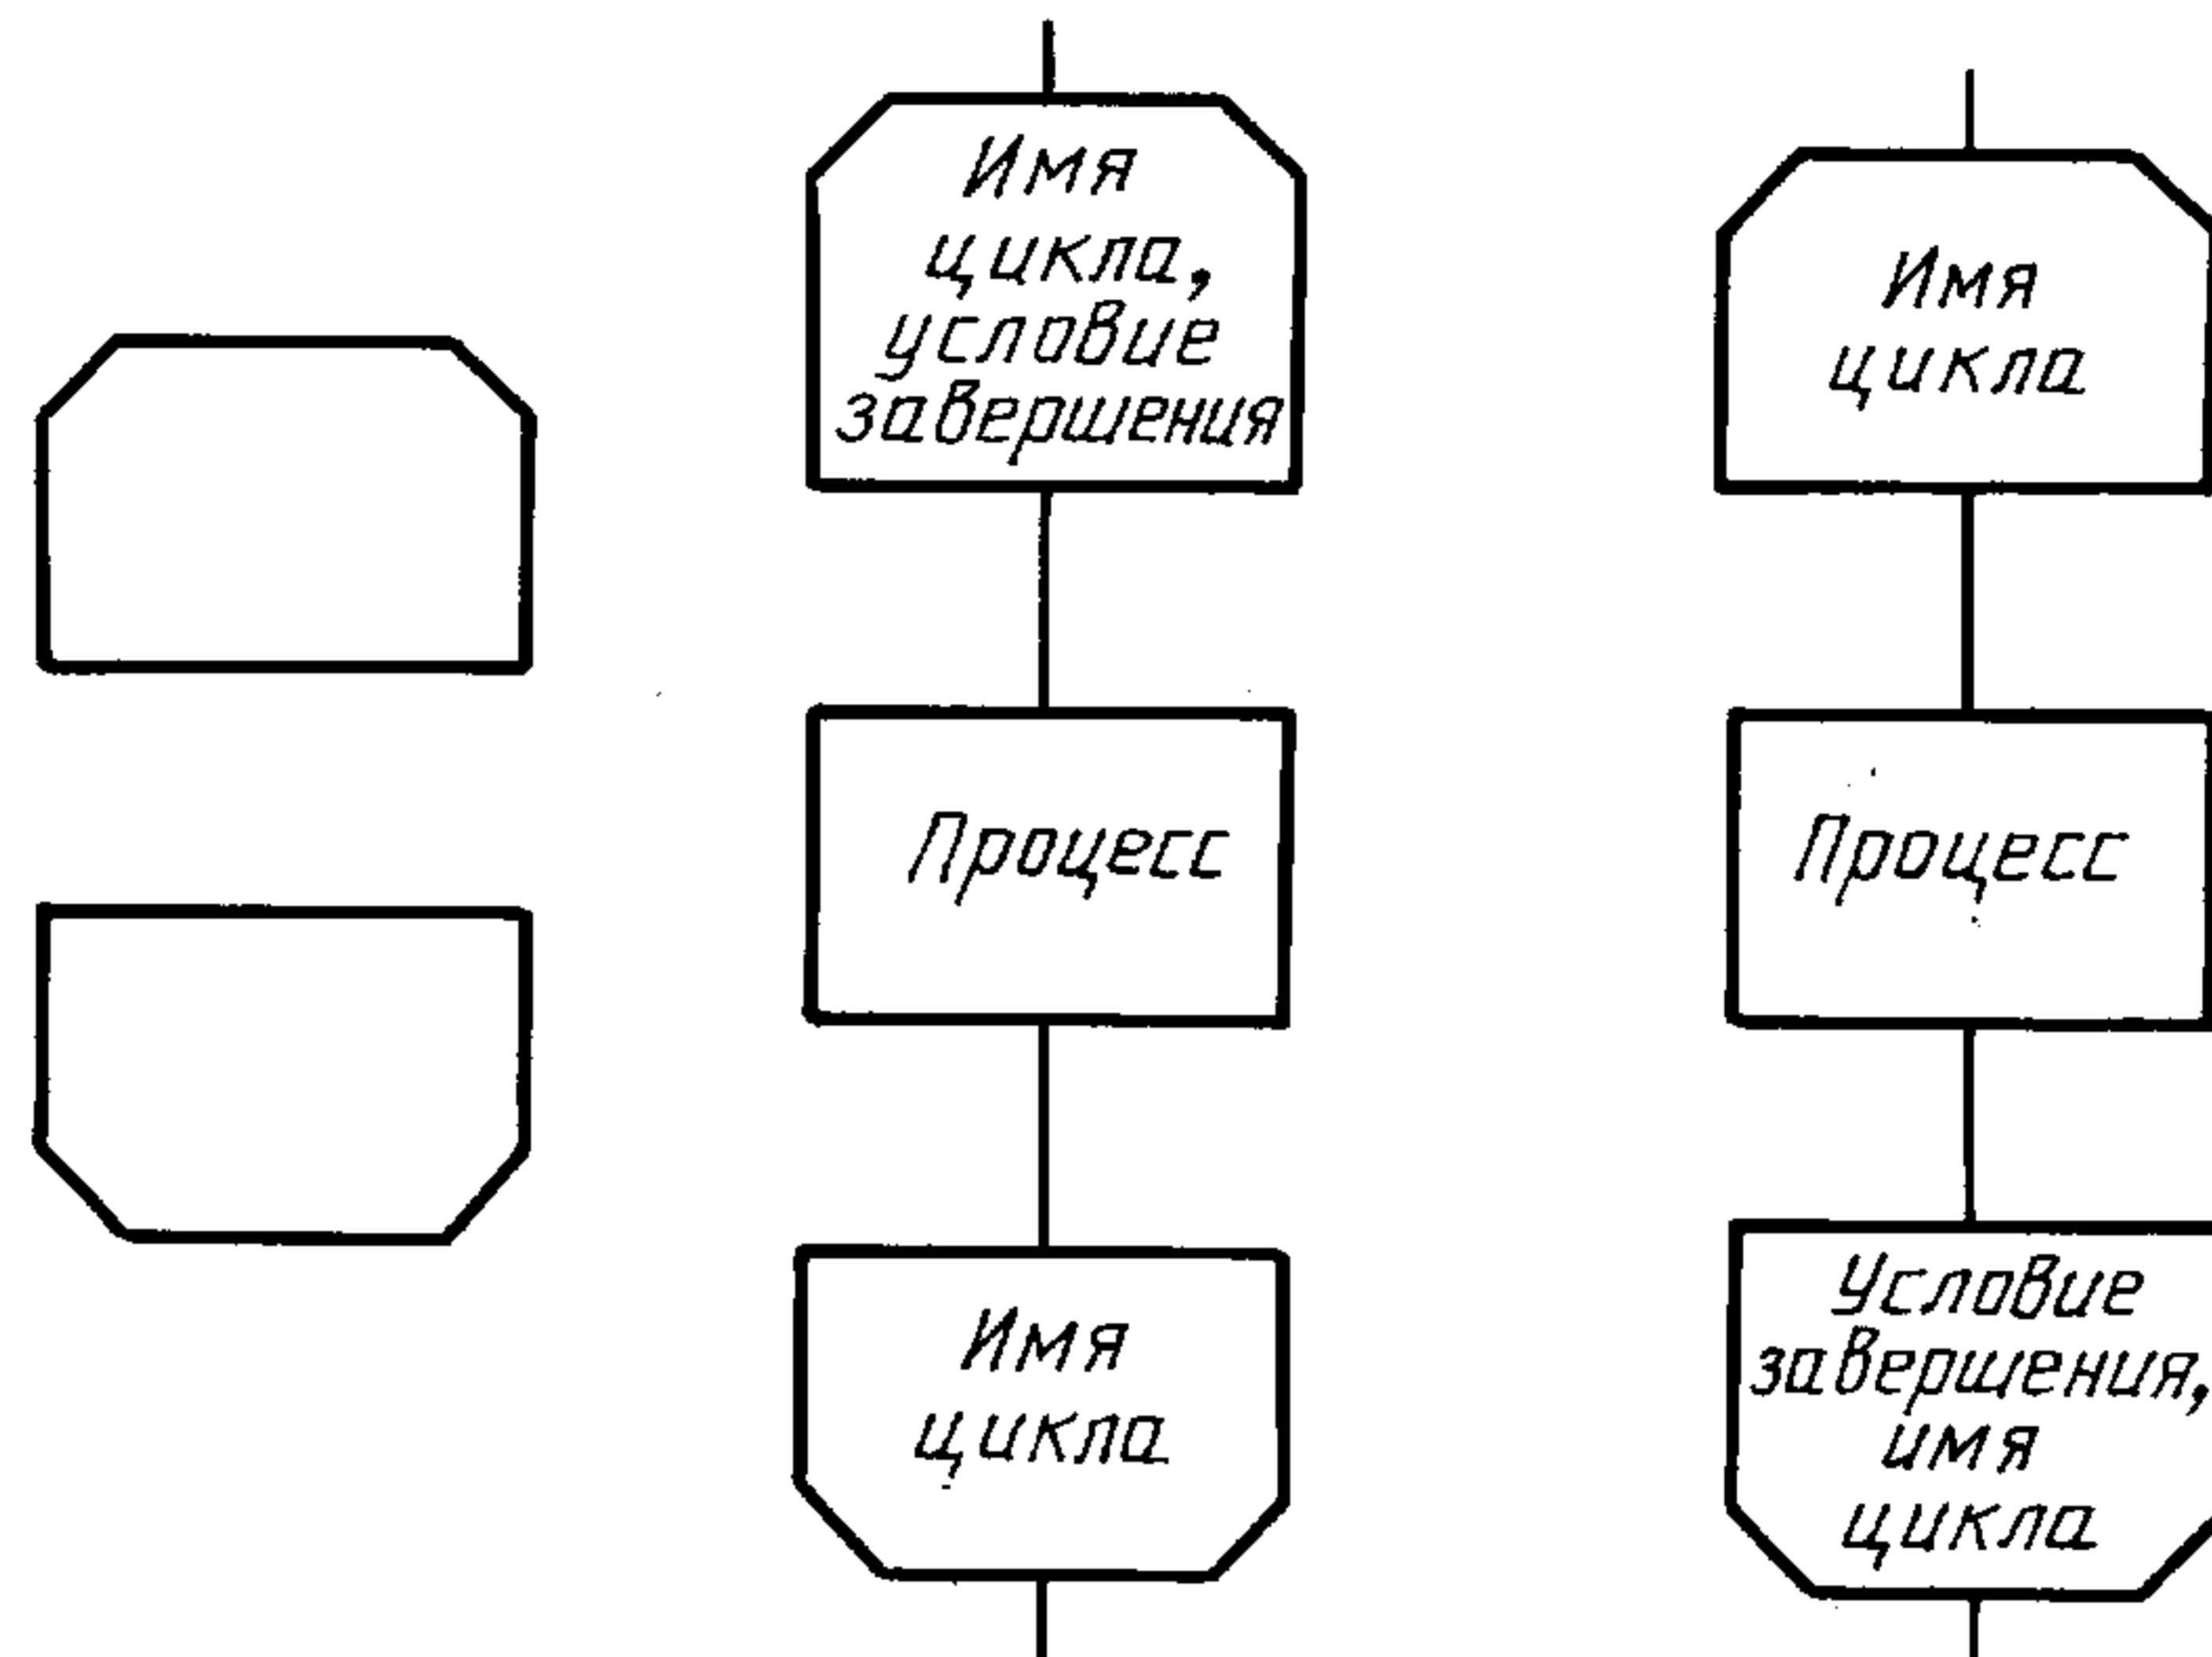 Имя
цикла,
условие
завершения
Процесс
Имя
цикла
Имя
цикла
Процесс
Условие
завершения,
имя
цикла